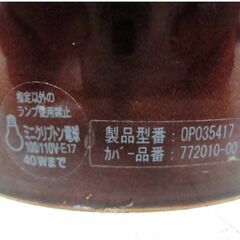 指定以外の
ランプ使用禁止
ミニクリプトン電球
100/110V-E17
40Wまで
製品型番：OP035417
カバー品番：772010-00